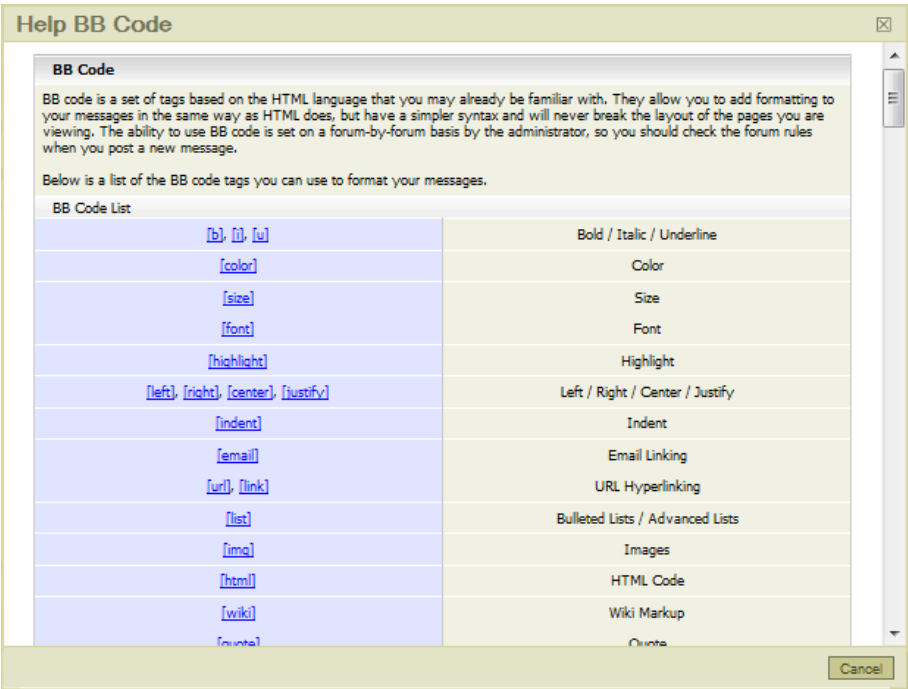 Help BB Code
BB Code
BB code is a set of tags based on the HTML language that you may already be familiar with. They allow you to add formatting to
your messages in the same way as HTML does, but have a simpler syntax and will never break the layout of the pages you are
viewing. The ability to use BB code is set on a forum-by-forum basis by the administrator, so you should check the forum rules
when you post a new message.
Below is a list of the BB code tags you can use to format your messages.
BB Code List
[b], [i], [u] Bold / Italic / Underline
[color] Color
[size] Size
[font] Font
[highlight] Highlight
[left], [right], [center], [justify] Left / Right / Center / Justify
[indent] Indent
[email] Email Linking
[url], [link] URL Hyperlinking
[list] Bulleted Lists / Advanced Lists
[img] Images
[html] HTML Code
[wiki] Wiki Markup
[quote] Quote
Cancel